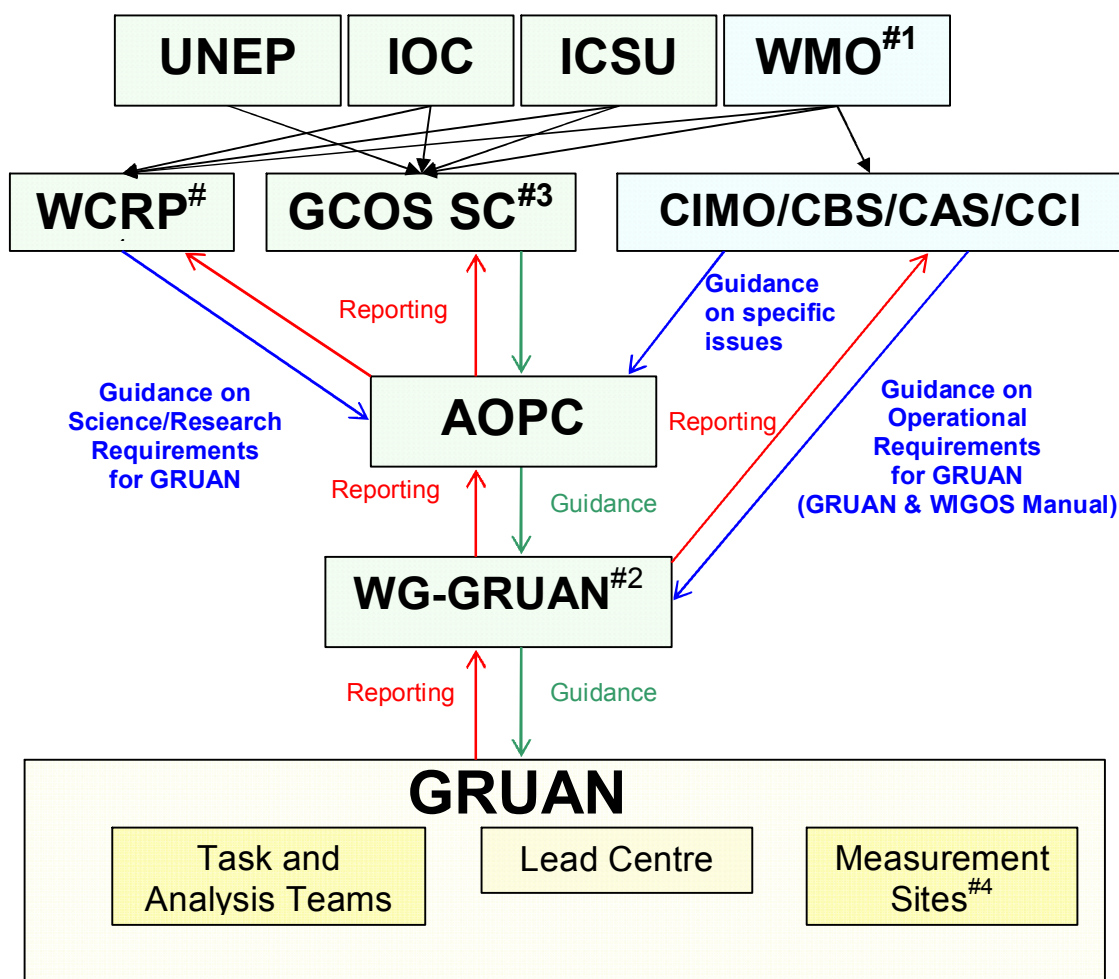 UNEP
IOC
ICSU
WMO#1
WCRP#
GCOS SC#3
CIMO/CBS/CAS/CCI
Reporting
Guidance
on specific
issues
Guidance on
Science/Research
Requirements
for GRUAN
AOPC
Reporting
Guidance on
Operational
Requirements
for GRUAN
(GRUAN & WIGOS Manual)
Reporting
Guidance
WG-GRUAN#2
Reporting
Guidance
GRUAN
Task and
Analysis Teams
Lead Centre
Measurement
Sites#4